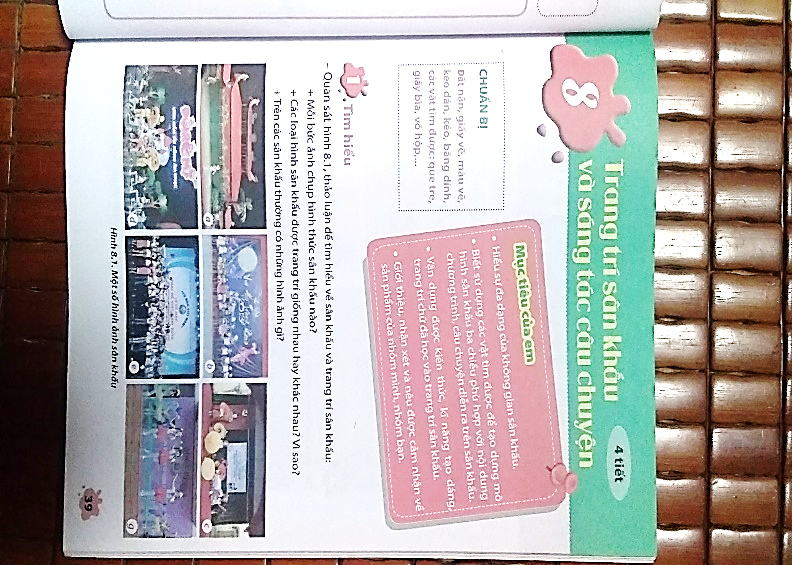 8
Trang trí sân khấu
và sáng tác câu chuyện
4 tiết
CHUẨN BỊ
Đất nặn, giấy vẽ, màu vẽ,
keo dán, kéo, băng dính,
các vật tìm được: que tre,
giấy bìa, vỏ hộp,...
Mục tiêu của em
• Hiểu sự đa dạng của không gian sân khấu.
• Biết sử dụng các vật tìm được để tạo dựng mô
hình sân khấu ba chiều phù hợp với nội dung
chương trình, câu chuyện diễn ra trên sân khấu.
• Vận dụng được kiến thức, kĩ năng tạo dáng,
trang trí chữ đã học vào trang trí sân khấu.
• Giới thiệu, nhận xét và nêu được cảm nhận về
sản phẩm của nhóm mình, nhóm bạn.
1 Tìm hiểu
– Quan sát hình 8.1, thảo luận để tìm hiểu về sân khấu và trang trí sân khấu:
+ Mỗi bức ảnh chụp hình thức sân khấu nào?
+ Các loại hình sân khấu được trang trí giống nhau hay khác nhau? Vì sao?
+ Trên các sân khấu thường có những hình ảnh gì?
a
b
c
d
e
g
Hình 8.1. Một số hình ảnh sân khấu
39